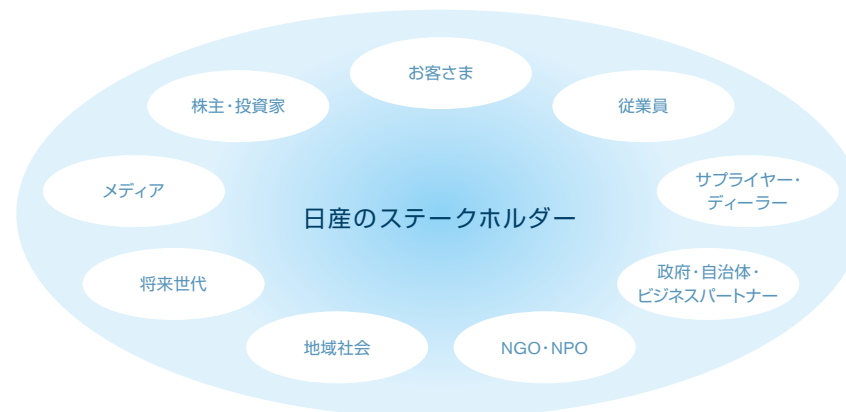 お客さま
株主・投資家
従業員
メディア
サプライヤー・
ディーラー
日産のステークホルダー
将来世代
政府・自治体・
ビジネスパートナー
地域社会
NGO・NPO